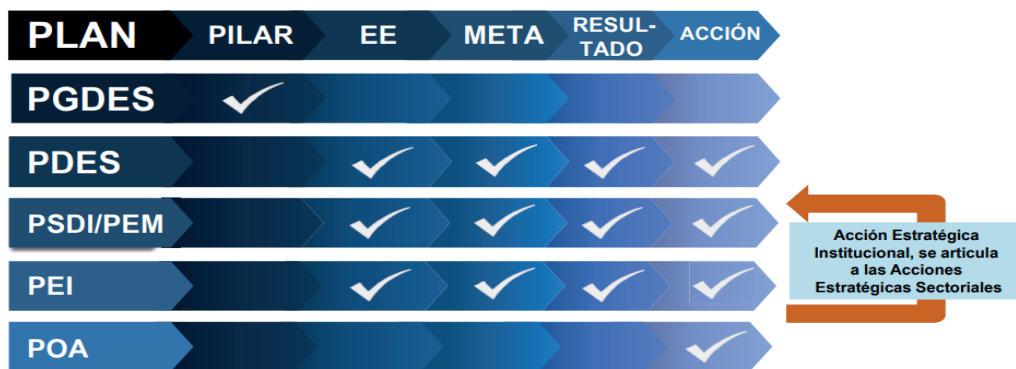 PLAN PILAR EE META RESUL-
TADO ACCIÓN
PGDES
PDES
PSDI/PEM
PEI
POA
Acción Estratégica
Institucional, se articula
a las Acciones
Estratégicas Sectoriales